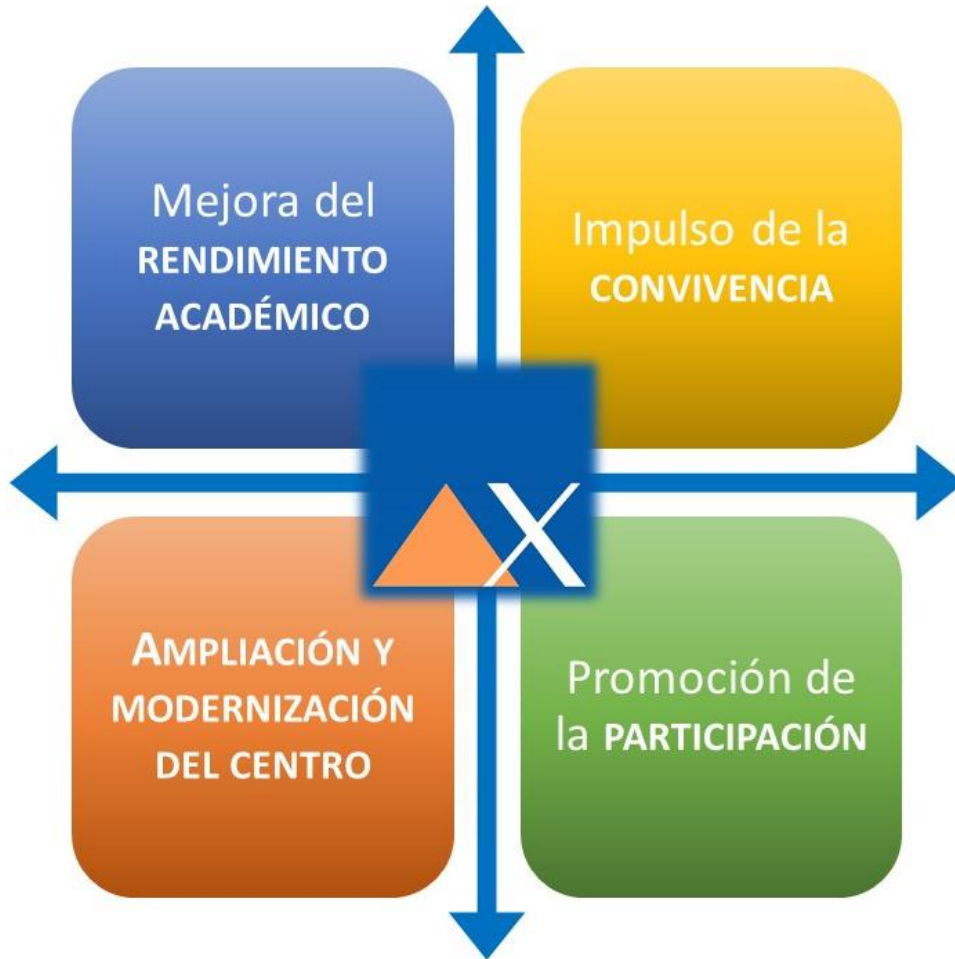 Mejora del
RENDIMIENTO
ACADÉMICO
Impulso de la
CONVIVENCIA
X
AMPLIACIÓN Y
MODERNIZACIÓN
DEL CENTRO
Promoción de
la PARTICIPACIÓN